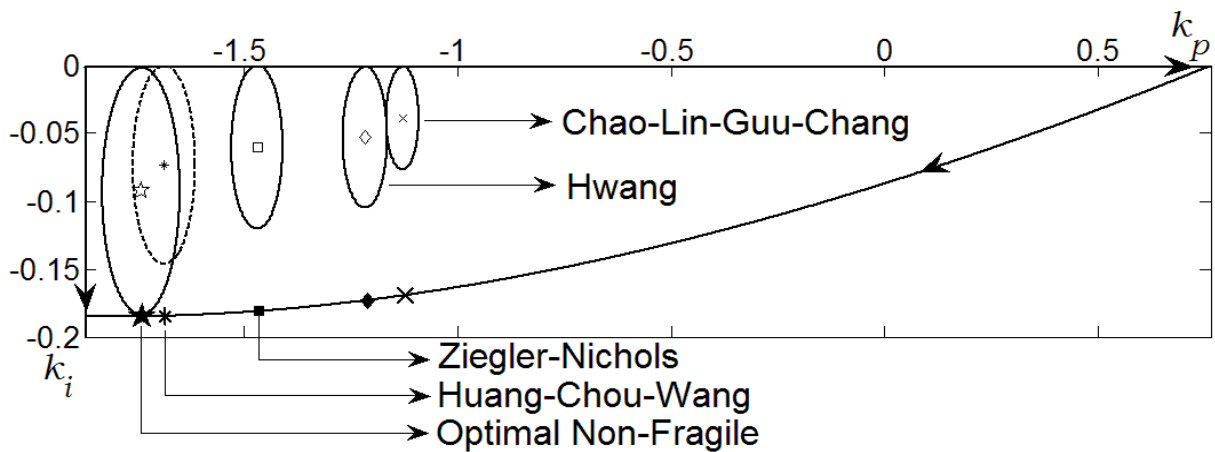 k_p
-1.5 -1 -0.5 0 0.5
0
-0.05
-0.1
-0.15
-0.2
k_i
Chao-Lin-Guu-Chang
Hwang
Ziegler-Nichols
Huang-Chou-Wang
Optimal Non-Fragile